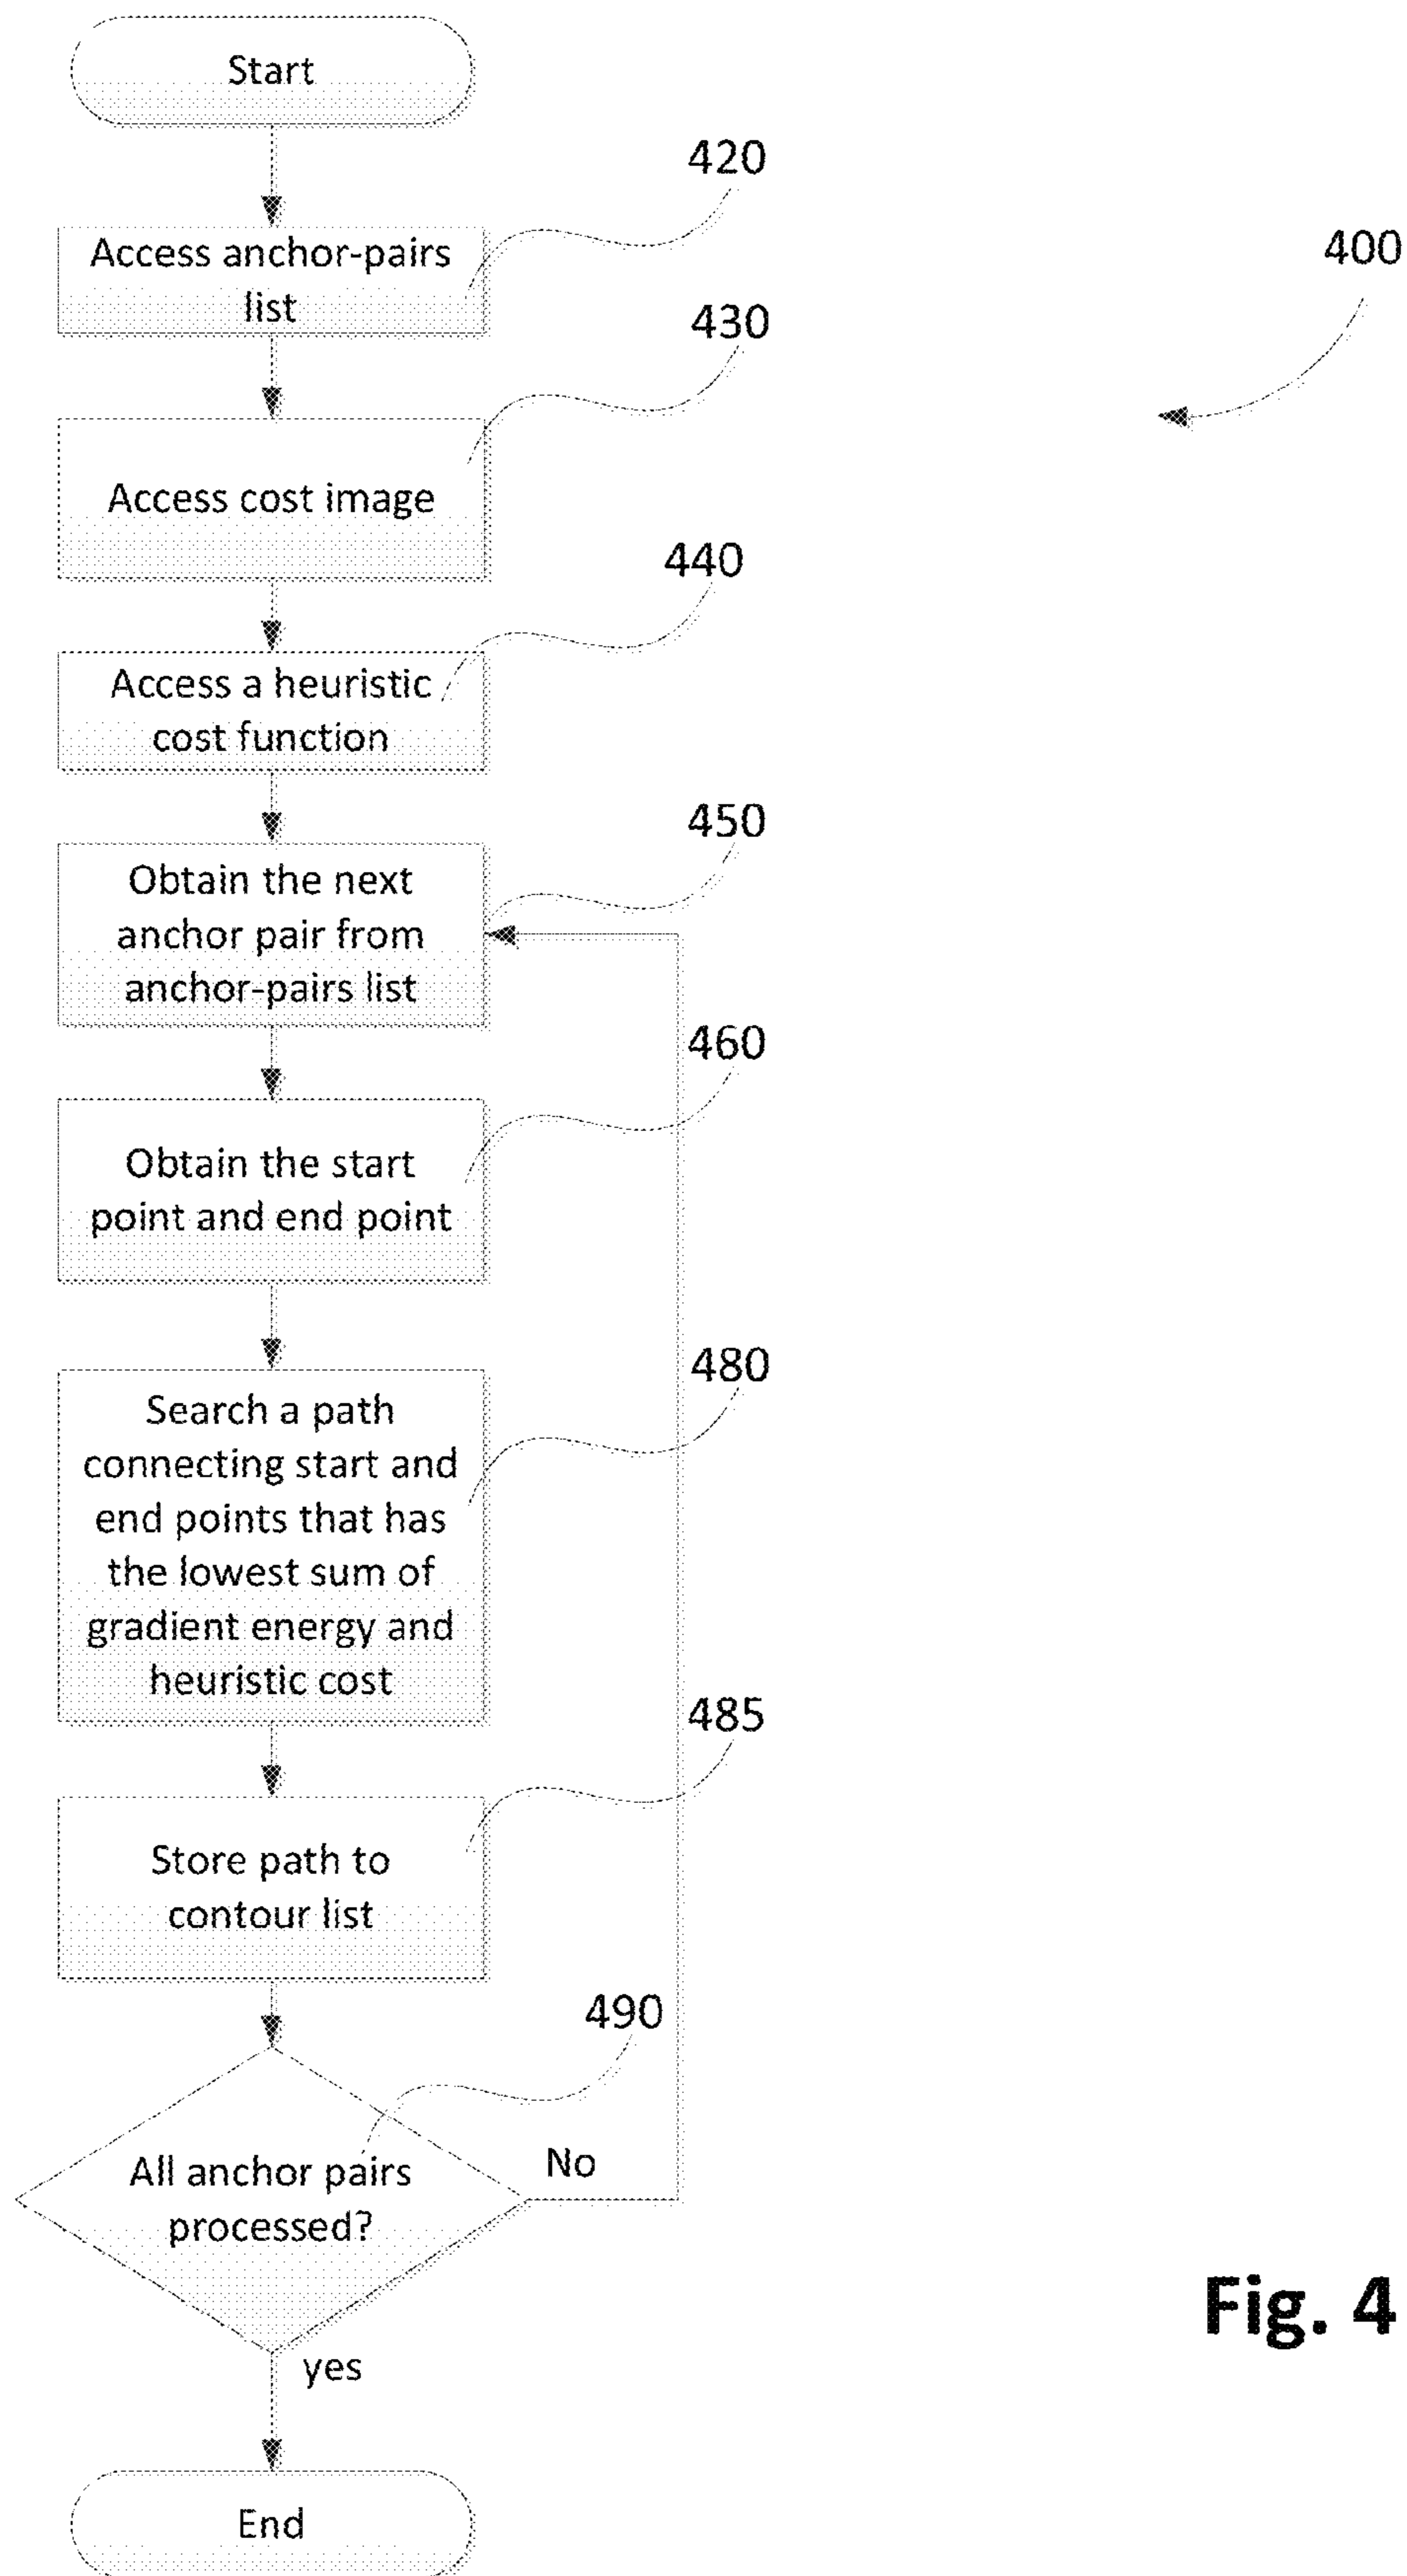 Start
420
Access anchor-pairs
list
400
430
Access cost image
440
Access a heuristic
cost function
450
Obtain the next
anchor pair from
anchor-pairs list
460
Obtain the start
point and end point
480
Search a path
connecting start and
end points that has
the lowest sum of
gradient energy and
heuristic cost
485
Store path to
contour list
490
All anchor pairs
processed?
No
yes
Fig. 4
End